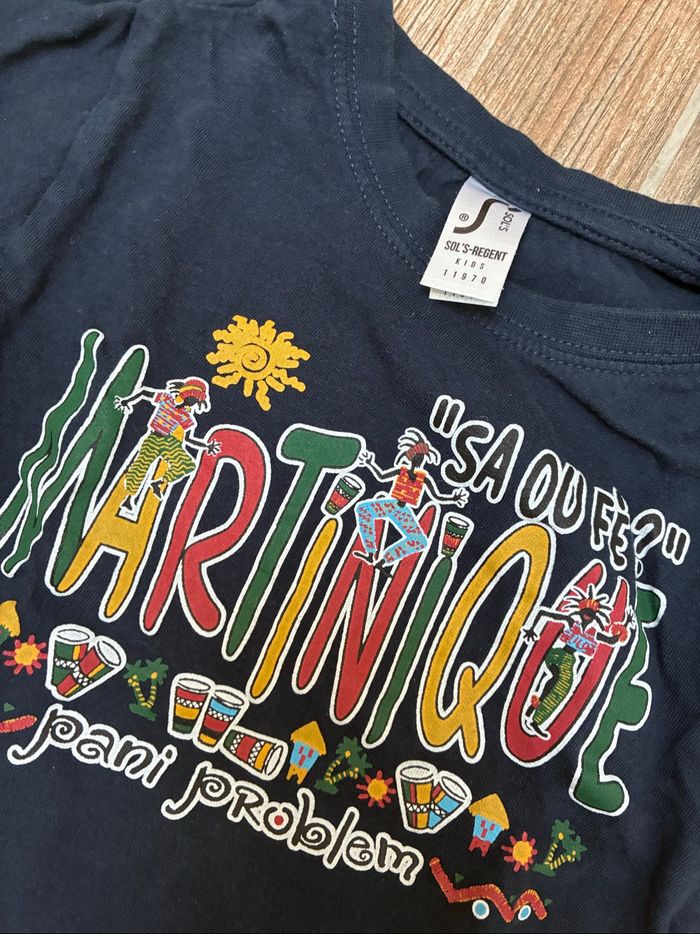 SOL'S
®
SOL'S-REGENT
KIDS
11970
"SA OU FÈ?"
MARTINIQUE
pani problem